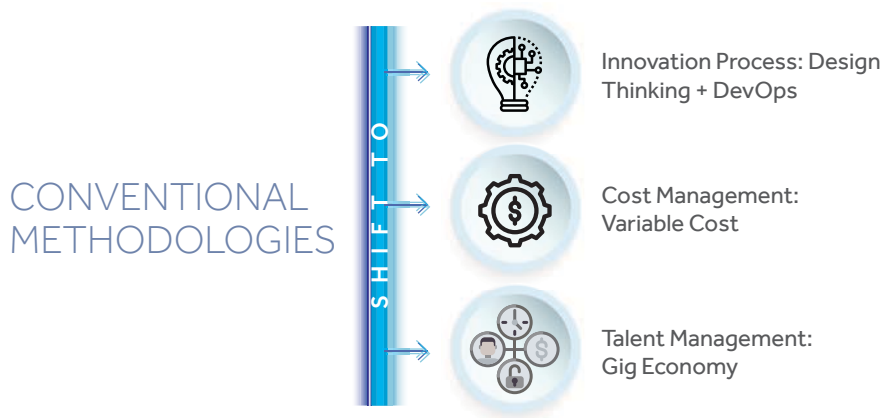 CONVENTIONAL
METHODOLOGIES
SHIFT TO
Innovation Process: Design
Thinking + DevOps
$
Cost Management:
Variable Cost
$
Talent Management:
Gig Economy